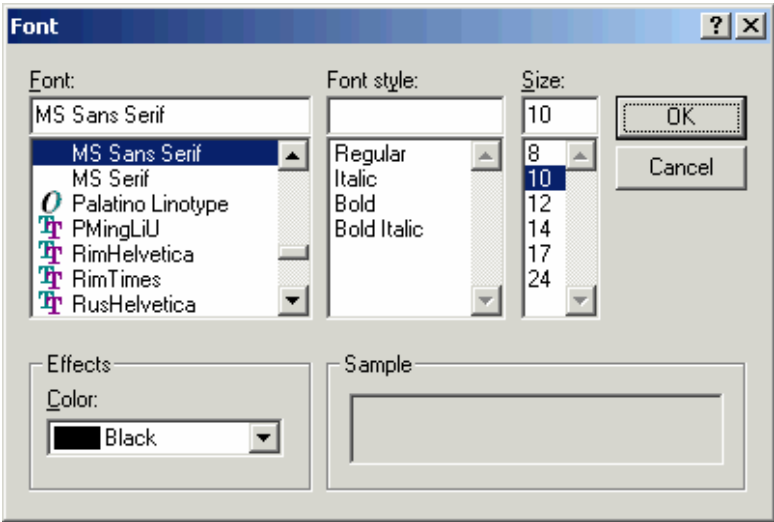 Font
Font:
MS Sans Serif
MS Sans Serif
MS Serif
Palatino Linotype
PMingLiU
RimHelvetica
RimTimes
RusHelvetica
Font style:
Regular
Italic
Bold
Bold Italic
Size:
10
8
10
12
14
17
24
OK
Cancel
Effects
Color:
Black
Sample